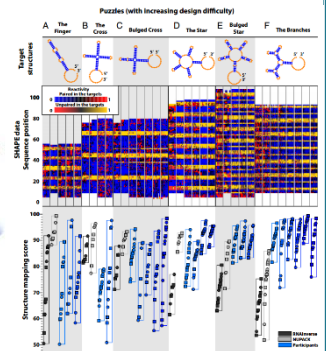 Puzzles (with increasing design difficulty)
A The Finger
B The Cross
C Bulged Cross
D The Star
E Bulged Star
F The Branches
Target structures
5' 3'
Reactivity
Paired in the targets
Unpaired in the targets
SHAPE data
Sequence position
100
80
60
40
20
0
Structure mapping score
100
90
80
70
60
50
RNAInverse
NUPACK
Participants